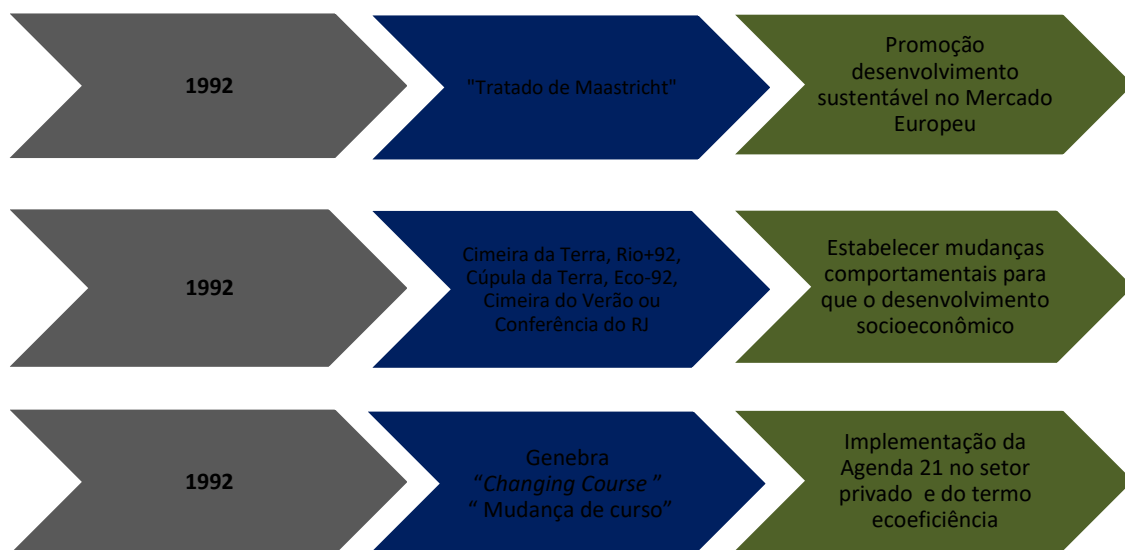 1992
"Tratado de Maastricht"
Promoção
desenvolvimento
sustentável no Mercado
Europeu
1992
Cimeira da Terra, Rio+92,
Cúpula da Terra, Eco-92,
Cimeira do Verão ou
Conferência do RJ
Estabelecer mudanças
comportamentais para
que o desenvolvimento
socioeconômico
1992
Genebra
“Changing Course ”
“ Mudança de curso”
Implementação da
Agenda 21 no setor
privado e do termo
ecoeficiência